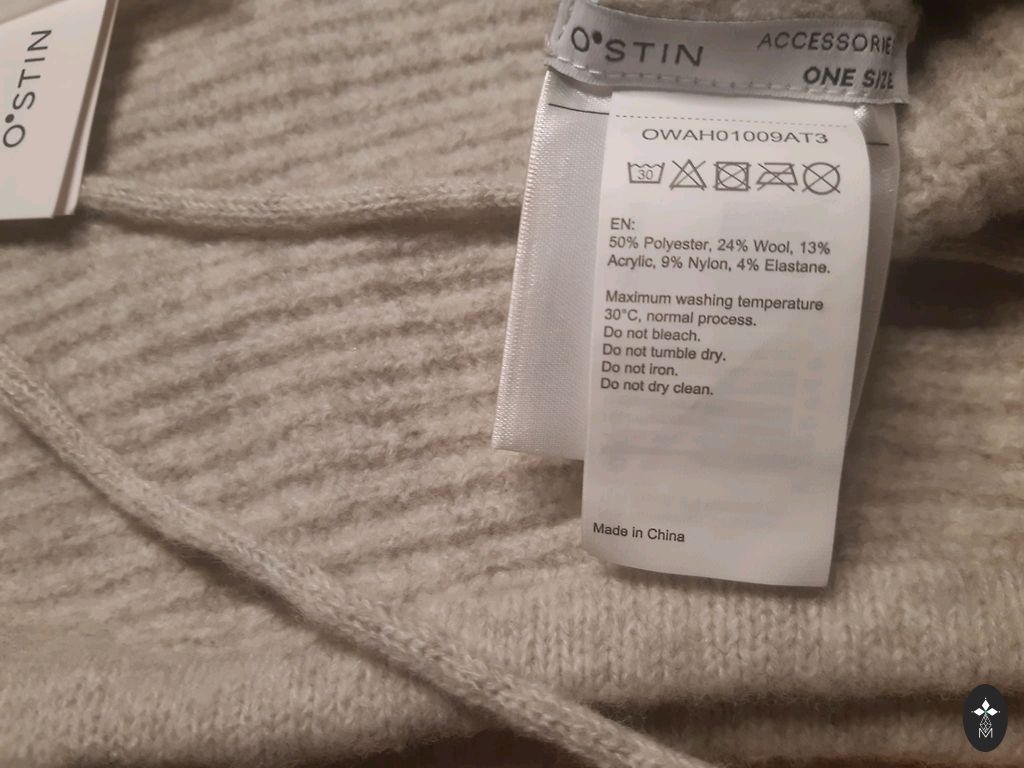 O'STIN
O'STIN
ACCESSORIES
ONE SIZE
OWAH01009AT3
30
EN:
50% Polyester, 24% Wool, 13%
Acrylic, 9% Nylon, 4% Elastane.
Maximum washing temperature
30°C, normal process.
Do not bleach.
Do not tumble dry.
Do not iron.
Do not dry clean.
Made in China
M